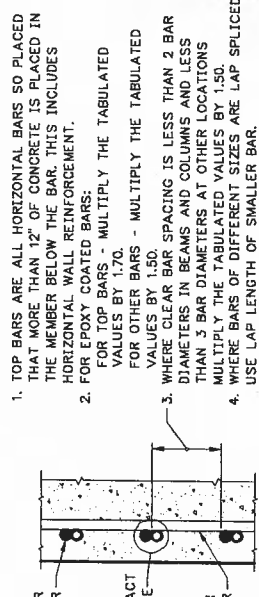 1. TOP BARS ARE ALL HORIZONTAL BARS SO PLACED
THAT MORE THAN 12" OF CONCRETE IS PLACED IN
THE MEMBER BELOW THE BAR. THIS INCLUDES
HORIZONTAL WALL REINFORCEMENT.
2. FOR EPOXY COATED BARS:
FOR TOP BARS - MULTIPLY THE TABULATED
VALUES BY 1.70.
FOR OTHER BARS - MULTIPLY THE TABULATED
VALUES BY 1.50.
3. WHERE CLEAR BAR SPACING IS LESS THAN 2 BAR
DIAMETERS IN BEAMS AND COLUMNS AND LESS
THAN 3 BAR DIAMETERS AT OTHER LOCATIONS
MULTIPLY THE TABULATED VALUES BY 1.50.
4. WHERE BARS OF DIFFERENT SIZES ARE LAP SPLICED
USE LAP LENGTH OF SMALLER BAR.